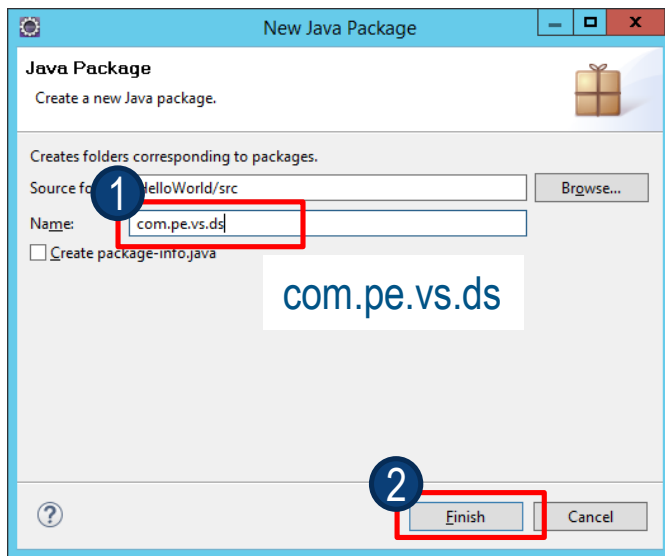 New Java Package
Java Package
Create a new Java package.
Creates folders corresponding to packages.
Source fo elloWorld/src Browse...
1
Name: com.pe.vs.ds
Create package-info.java
com.pe.vs.ds
2
Finish Cancel